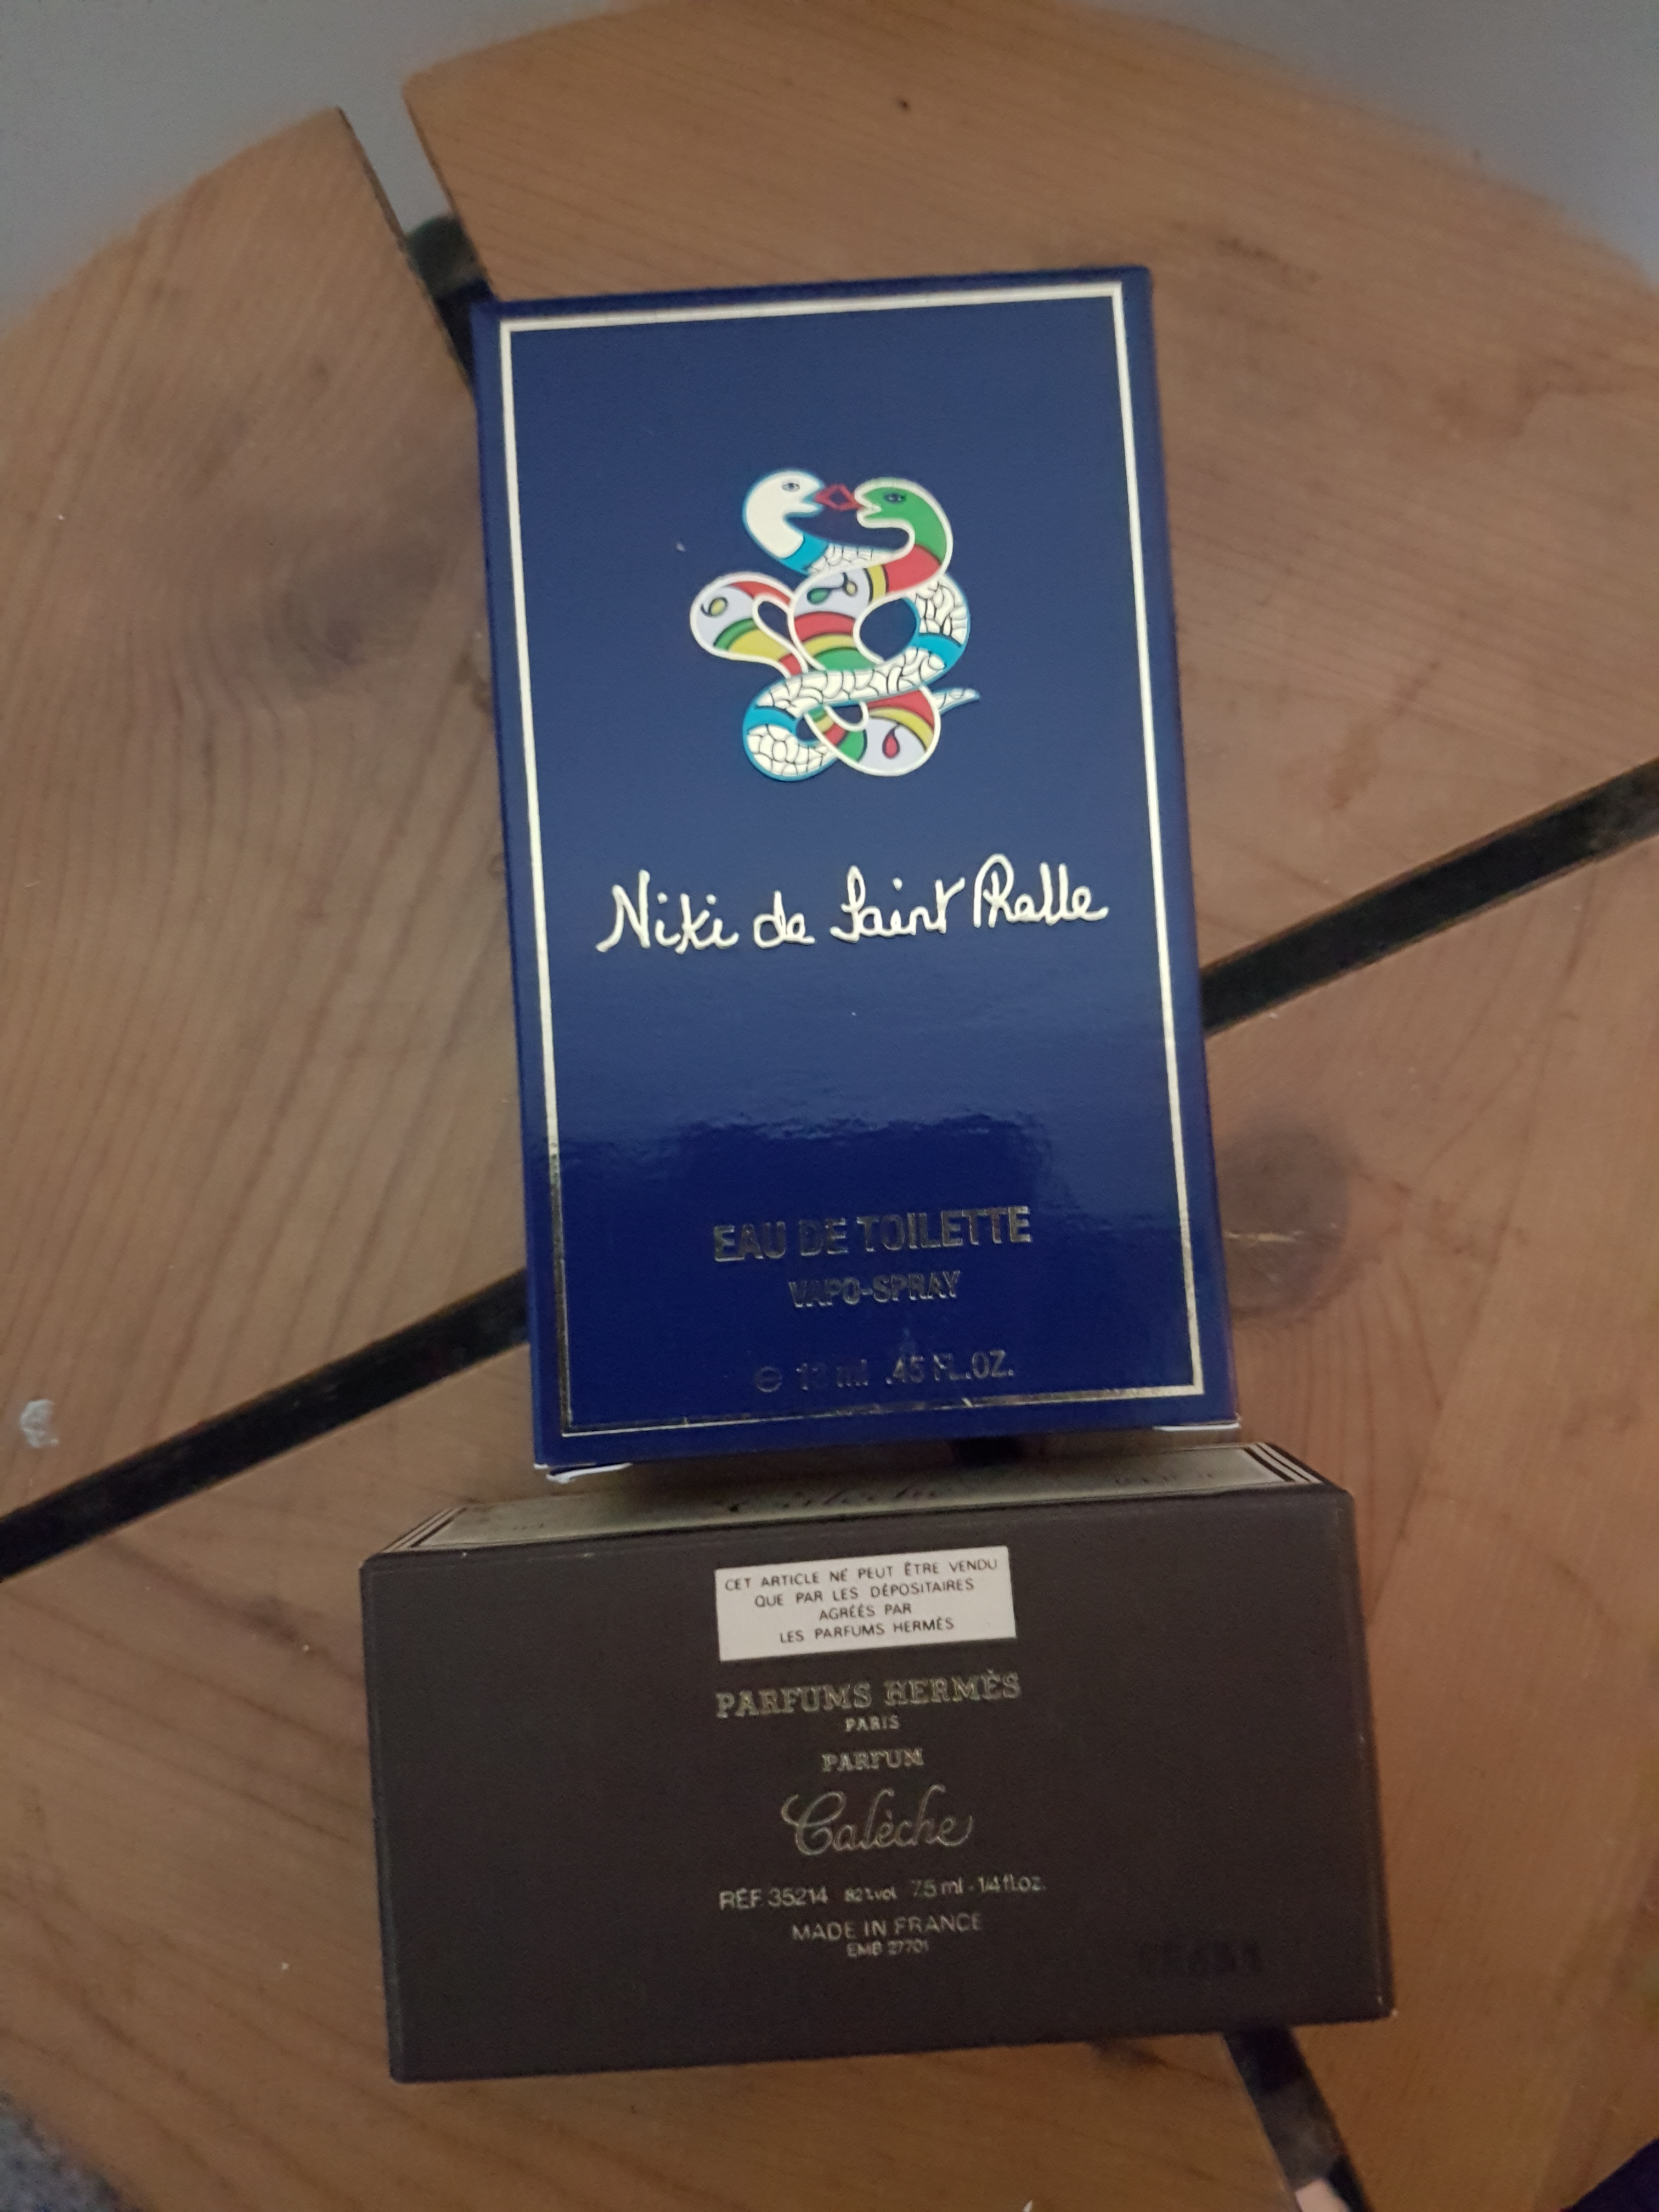 Niki de Saint Phalle
EAU DE TOILETTE
VAPO-SPRAY
.45 FL.OZ.
CET ARTICLE NE PEUT ÊTRE VENDU
QUE PAR LES DÉPOSITAIRES
AGRÉÉS PAR
LES PARFUMS HERMÈS
PARFUMS HERMÈS
PARIS
PARFUM
Calèche
RÉF. 35214 82%vol 7.5 ml - 1/4 fl.oz.
MADE IN FRANCE
EMB 27701